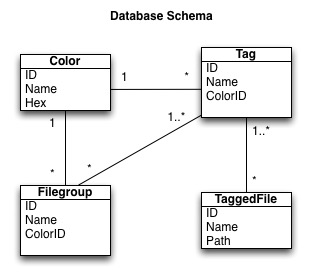 Database Schema
Color
ID
Name
Hex
1
*
Tag
ID
Name
ColorID
1
1..*
1..*
*
*
*
Filegroup
ID
Name
ColorID
TaggedFile
ID
Name
Path